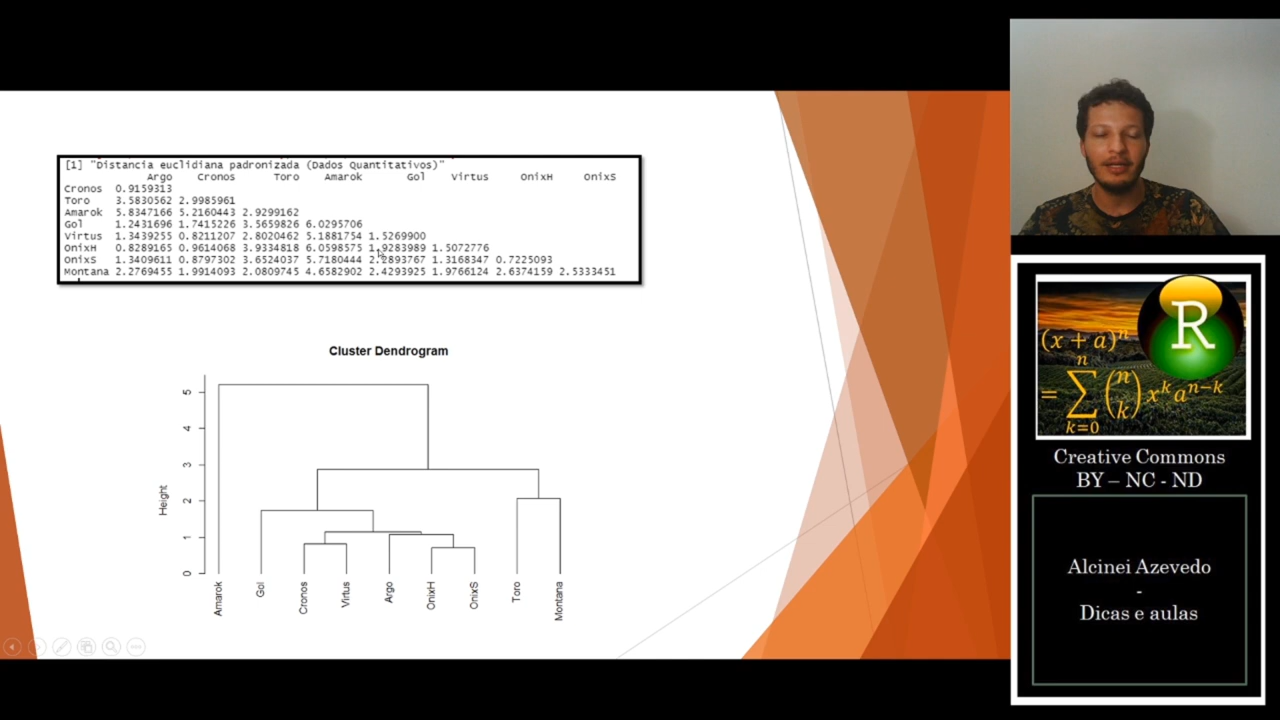 [1] "Distancia euclidiana padronizada (Dados Quantitativos)"
Argo Cronos Toro Amarok Gol Virtus OnixH OnixS
Cronos 0.9159313
Toro 3.5830562 2.9985961
Amarok 5.8347166 5.2160443 2.9299162
Gol 1.2431696 1.7415226 3.5659826 6.0295706
Virtus 1.3439255 0.8211207 2.8020462 5.1881754 1.5269900
OnixH 0.8289165 0.9614068 3.9334818 6.0598575 1.9283989 1.5072776
OnixS 1.3409611 0.8797302 3.6524037 5.7180444 2.2893767 1.3168347 0.7225093
Montana 2.2769455 1.9914093 2.0809745 4.6582902 2.4293925 1.9766124 2.6374159 2.5333451
Cluster Dendrogram
Height
5
4
3
2
1
0
Amarok
Gol
Cronos
Virtus
Argo
OnixH
OnixS
Toro
Montana
R
(x + a)^n
n
= ∑ (n k) x^k a^{n−k}
k=0
Creative Commons
BY – NC - ND
Alcinei Azevedo
-
Dicas e aulas